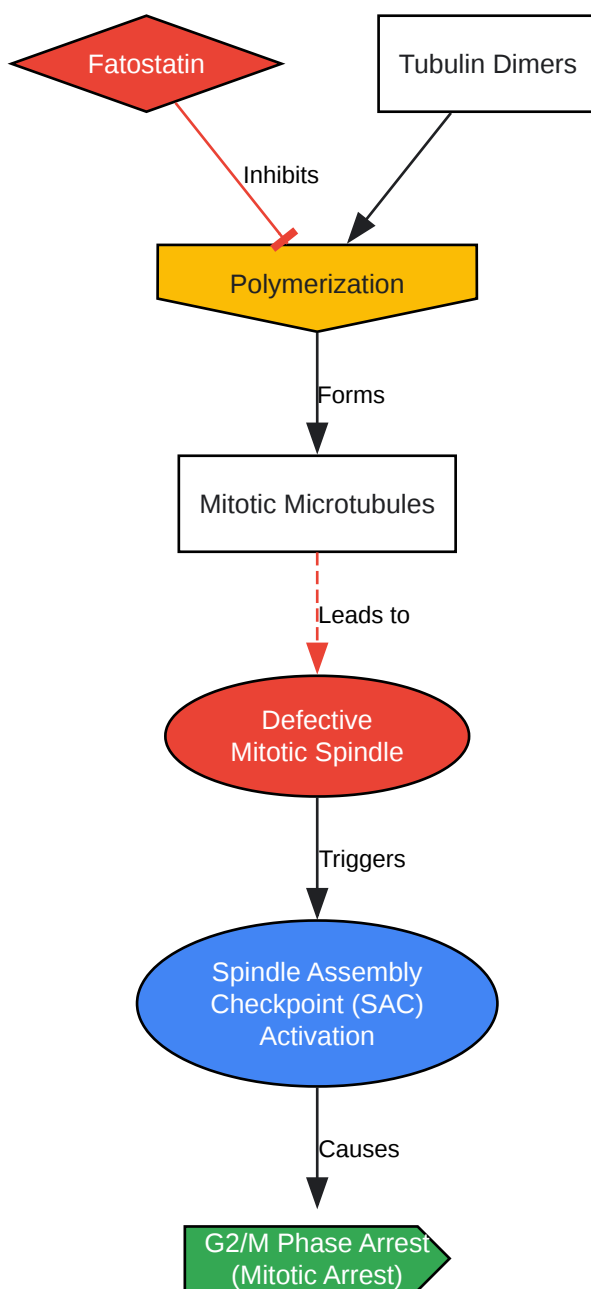 Fatostatin
Tubulin Dimers
Inhibits
Polymerization
Forms
Mitotic Microtubules
Leads to
Defective
Mitotic Spindle
Triggers
Spindle Assembly
Checkpoint (SAC)
Activation
Causes
G2/M Phase Arrest
(Mitotic Arrest)